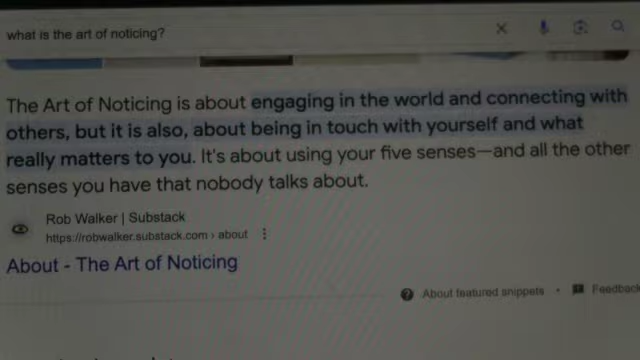 what is the art of noticing?
The Art of Noticing is about engaging in the world and connecting with
others, but it is also, about being in touch with yourself and what
really matters to you. It's about using your five senses—and all the other
senses you have that nobody talks about.
Rob Walker | Substack
https://robwalker.substack.com › about
About - The Art of Noticing
About featured snippets • Feedback